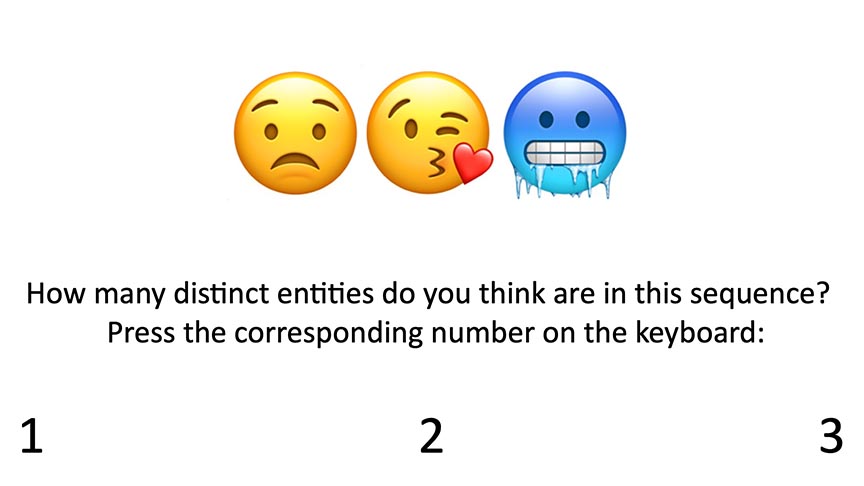 How many distinct entities do you think are in this sequence?
Press the corresponding number on the keyboard:
1 2 3